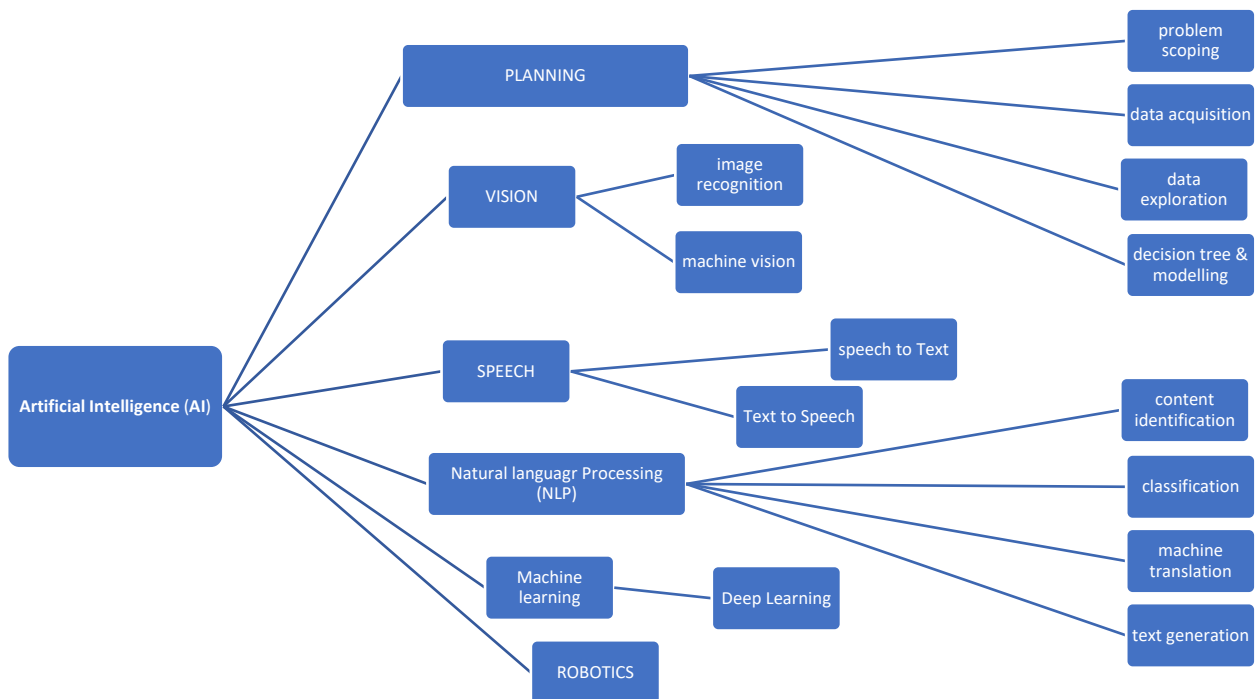 Artificial Intelligence (AI)
PLANNING
problem
scoping
data acquisition
data
exploration
decision tree &
modelling
VISION
image
recognition
machine vision
SPEECH
speech to Text
Text to Speech
Natural languagr Processing
(NLP)
content
identification
classification
machine
translation
text generation
Machine
learning
Deep Learning
ROBOTICS